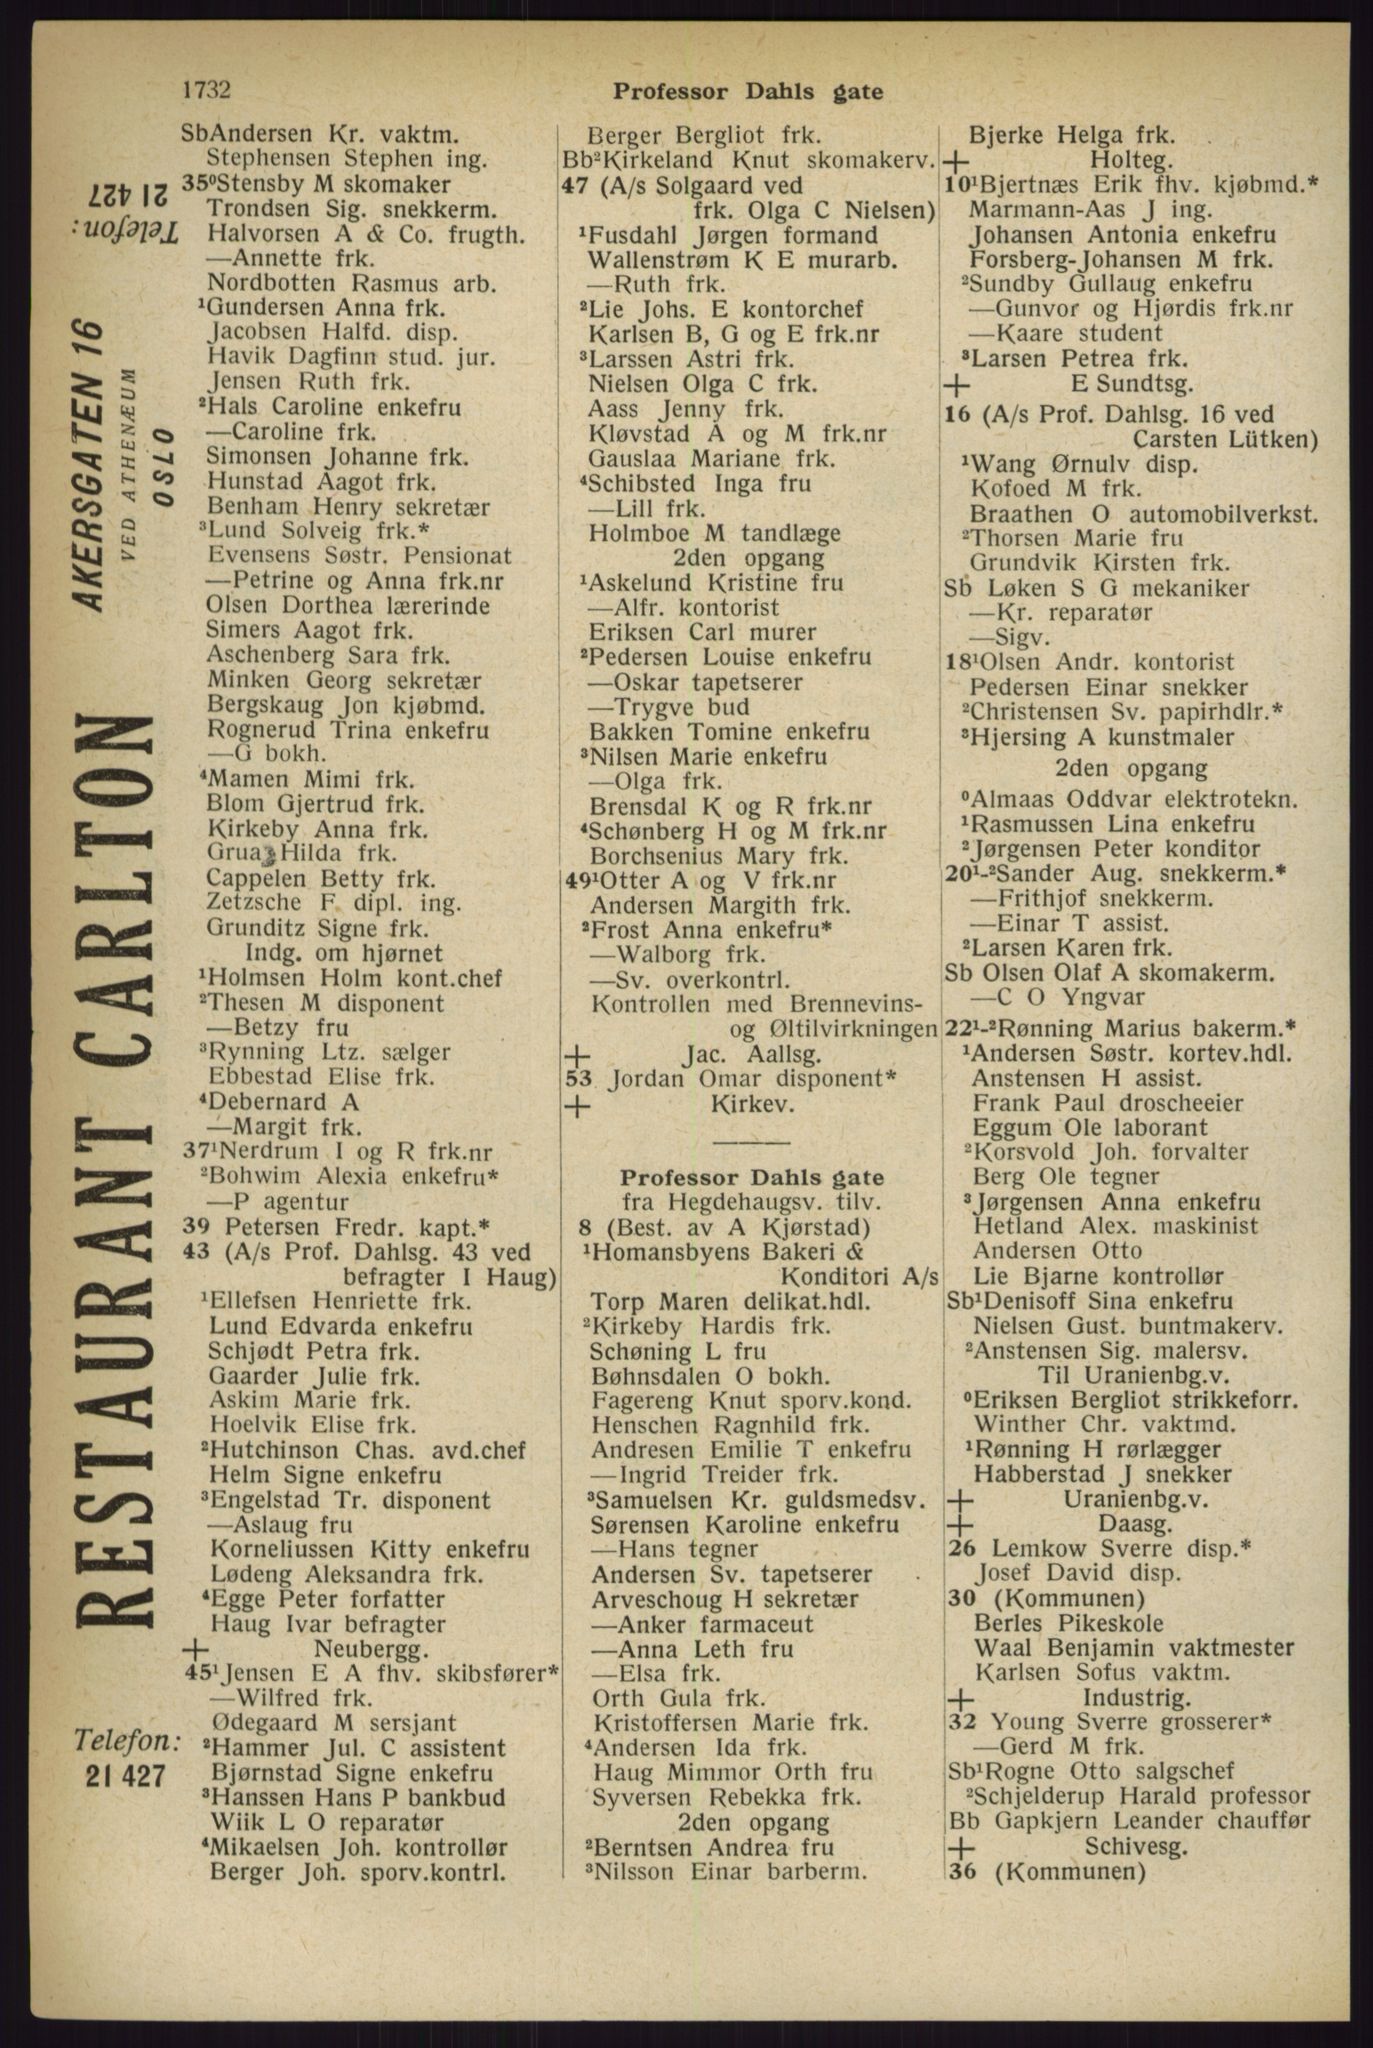 1732
Professor Dahls gate
SbAndersen Kr. vaktm.
Stephensen Stephen ing.
35⁰Stensby M skomaker
Trondsen Sig. snekkerm.
Halvorsen A & Co. frugth.
—Annette frk.
Nordbotten Rasmus arb.
¹Gundersen Anna frk.
Jacobsen Halfd. disp.
Havik Dagfinn stud. jur.
Jensen Ruth frk.
²Hals Caroline enkefru
—Caroline frk.
Simonsen Johanne frk.
Hunstad Aagot frk.
Benham Henry sekretær
³Lund Solveig frk.*
Evensens Søstr. Pensionat
—Petrine og Anna frk.nr
Olsen Dorthea lærerinde
Simers Aagot frk.
Aschenberg Sara frk.
Minken Georg sekretær
Bergskaug Jon kjøbmd.
Rognerud Trina enkefru
—G bokh.
⁴Mamen Mimi frk.
Blom Gjertrud frk.
Kirkeby Anna frk.
Grua Hilda frk.
Cappelen Betty frk.
Zetzsche F dipl. ing.
Grunditz Signe frk.
Indg. om hjørnet
¹Holmsen Holm kont.chef
²Thesen M disponent
—Betzy fru
³Rynning Ltz. sælger
Ebbestad Elise frk.
⁴Debernard A
—Margit frk.
37¹Nerdrum I og R frk.nr
²Bohwim Alexia enkefru*
—P agentur
39 Petersen Fredr. kapt.*
43 (A/s Prof. Dahlsg. 43 ved
befragter I Haug)
¹Ellefsen Henriette frk.
Lund Edvarda enkefru
Schjødt Petra frk.
Gaarder Julie frk.
Askim Marie frk.
Hoelvik Elise frk.
²Hutchinson Chas. avd.chef
Helm Signe enkefru
³Engelstad Tr. disponent
—Aslaug fru
Korneliussen Kitty enkefru
Lødeng Aleksandra frk.
⁴Egge Peter forfatter
Haug Ivar befragter
+ Neubergg.
45¹Jensen E A fhv. skibsfører*
—Wilfred frk.
Ødegaard M sersjant
²Hammer Jul. C assistent
Bjørnstad Signe enkefru
³Hanssen Hans P bankbud
Wiik L O reparatør
⁴Mikaelsen Joh. kontrollør
Berger Joh. sporv.kontrl.
Berger Bergliot frk.
Bb²Kirkeland Knut skomakerv.
47 (A/s Solgaard ved
frk. Olga C Nielsen)
¹Fusdahl Jørgen formand
Wallenstrøm K E murarb.
—Ruth frk.
²Lie Johs. E kontorchef
Karlsen B, G og E frk.nr
³Larssen Astri frk.
Nielsen Olga C frk.
Aass Jenny frk.
Kløvstad A og M frk.nr
Gauslaa Mariane frk.
⁴Schibsted Inga fru
—Lill frk.
Holmboe M tandlæge
2den opgang
¹Askelund Kristine fru
—Alfr. kontorist
Eriksen Carl murer
²Pedersen Louise enkefru
—Oskar tapetserer
—Trygve bud
Bakken Tomine enkefru
³Nilsen Marie enkefru
—Olga frk.
Brensdal K og R frk.nr
⁴Schønberg H og M frk.nr
Borchsenius Mary frk.
49¹Otter A og V frk.nr
Andersen Margith frk.
²Frost Anna enkefru*
—Walborg frk.
—Sv. overkontrl.
Kontrollen med Brennevins-
og Øltilvirkningen
+ Jac. Aallsg.
53 Jordan Omar disponent*
+ Kirkev.
Professor Dahls gate
fra Hegdehaugsv. tilv.
8 (Best. av A Kjørstad)
¹Homansbyens Bakeri &
Konditori A/s
Torp Maren delikat.hdl.
²Kirkeby Hardis frk.
Schøning L fru
Bøhnsdalen O bokh.
Fagereng Knut sporv.kond.
Henschen Ragnhild frk.
Andresen Emilie T enkefru
—Ingrid Treider frk.
³Samuelsen Kr. guldsmedsv.
Sørensen Karoline enkefru
—Hans tegner
Andersen Sv. tapetserer
Arveschoug H sekretær
—Anker farmaceut
—Anna Leth fru
—Elsa frk.
Orth Gula frk.
Kristoffersen Marie frk.
⁴Andersen Ida frk.
Haug Mimmor Orth fru
Syversen Rebekka frk.
2den opgang
²Berntsen Andrea fru
³Nilsson Einar barberm.
Bjerke Helga frk.
+ Holteg.
10¹Bjertnæs Erik fhv. kjøbmd.*
Marmann-Aas J ing.
Johansen Antonia enkefru
Forsberg-Johansen M frk.
²Sundby Gullaug enkefru
—Gunvor og Hjørdis frk.nr
—Kaare student
³Larsen Petrea frk.
+ E Sundtsg.
16 (A/s Prof. Dahlsg. 16 ved
Carsten Lütken)
¹Wang Ørnulv disp.
Kofoed M frk.
Braathen O automobilverkst.
²Thorsen Marie fru
Grundvik Kirsten frk.
Sb Løken S G mekaniker
—Kr. reparatør
—Sigv.
18¹Olsen Andr. kontorist
Pedersen Einar snekker
²Christensen Sv. papirhdlr.*
³Hjersing A kunstmaler
2den opgang
⁰Almaas Oddvar elektrotekn.
¹Rasmussen Lina enkefru
²Jørgensen Peter konditor
20¹-²Sander Aug. snekkerm.*
—Frithjof snekkerm.
—Einar T assist.
²Larsen Karen frk.
Sb Olsen Olaf A skomakerm.
—C O Yngvar
22¹-²Rønning Marius bakerm.*
¹Andersen Søstr. kortev.hdl.
Anstensen H assist.
Frank Paul droscheeier
Eggum Ole laborant
²Korsvold Joh. forvalter
Berg Ole tegner
³Jørgensen Anna enkefru
Hetland Alex. maskinist
Andersen Otto
Lie Bjarne kontrollør
Sb¹Denisoff Sina enkefru
Nielsen Gust. buntmakerv.
²Anstensen Sig. malersv.
Til Uranienbg.v.
⁰Eriksen Bergliot strikkeforr.
Winther Chr. vaktmd.
¹Rønning H rørlægger
Habberstad J snekker
+ Uranienbg.v.
+ Daasg.
26 Lemkow Sverre disp.*
Josef David disp.
30 (Kommunen)
Berles Pikeskole
Waal Benjamin vaktmester
Karlsen Sofus vaktm.
+ Industrig.
32 Young Sverre grosserer*
—Gerd M frk.
Sb¹Rogne Otto salgschef
²Schjelderup Harald professor
Bb Gapkjern Leander chauffør
+ Schivesg.
36 (Kommunen)
Telefon:
21 427
RESTAURANT CARLTON
AKERSGATEN 16
VED ATHENÆUM
OSLO
Telefon:
21 427